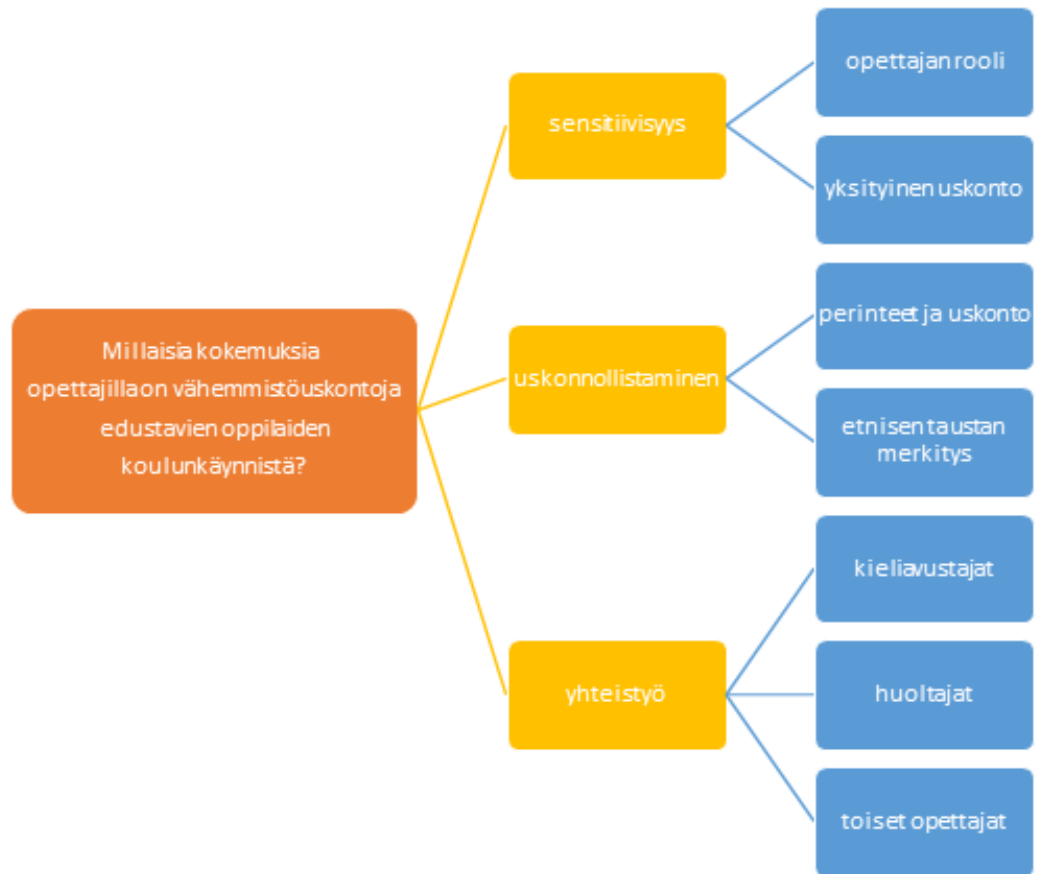 Millaisia kokemuksia
opettajilla on vähemmistöuskontoja
edustavien oppilaiden
koulunkäynnistä?
sensitiivisyys
opettajan rooli
yksityinen uskonto
uskonnollistaminen
perinteet ja uskonto
etnisen taustan
merkitys
yhteistyö
kieliavustajat
huoltajat
toiset opettajat